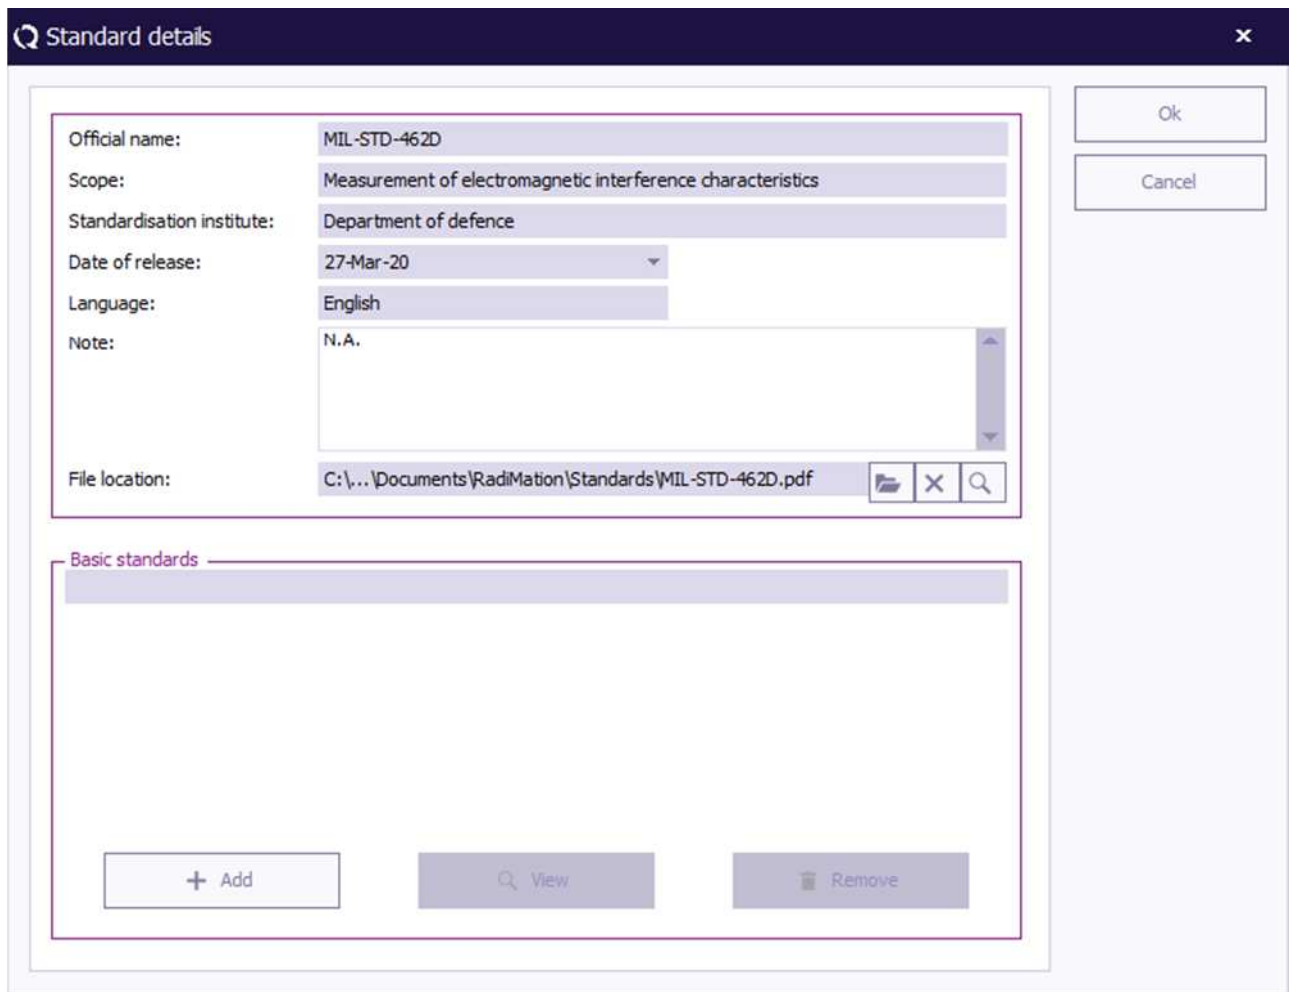 Standard details
Ok
Cancel
Official name: MIL-STD-462D
Scope: Measurement of electromagnetic interference characteristics
Standardisation institute: Department of defence
Date of release: 27-Mar-20
Language: English
Note: N.A.
File location: C:\...\Documents\RadiMation\Standards\MIL-STD-462D.pdf
Basic standards
Add View Remove